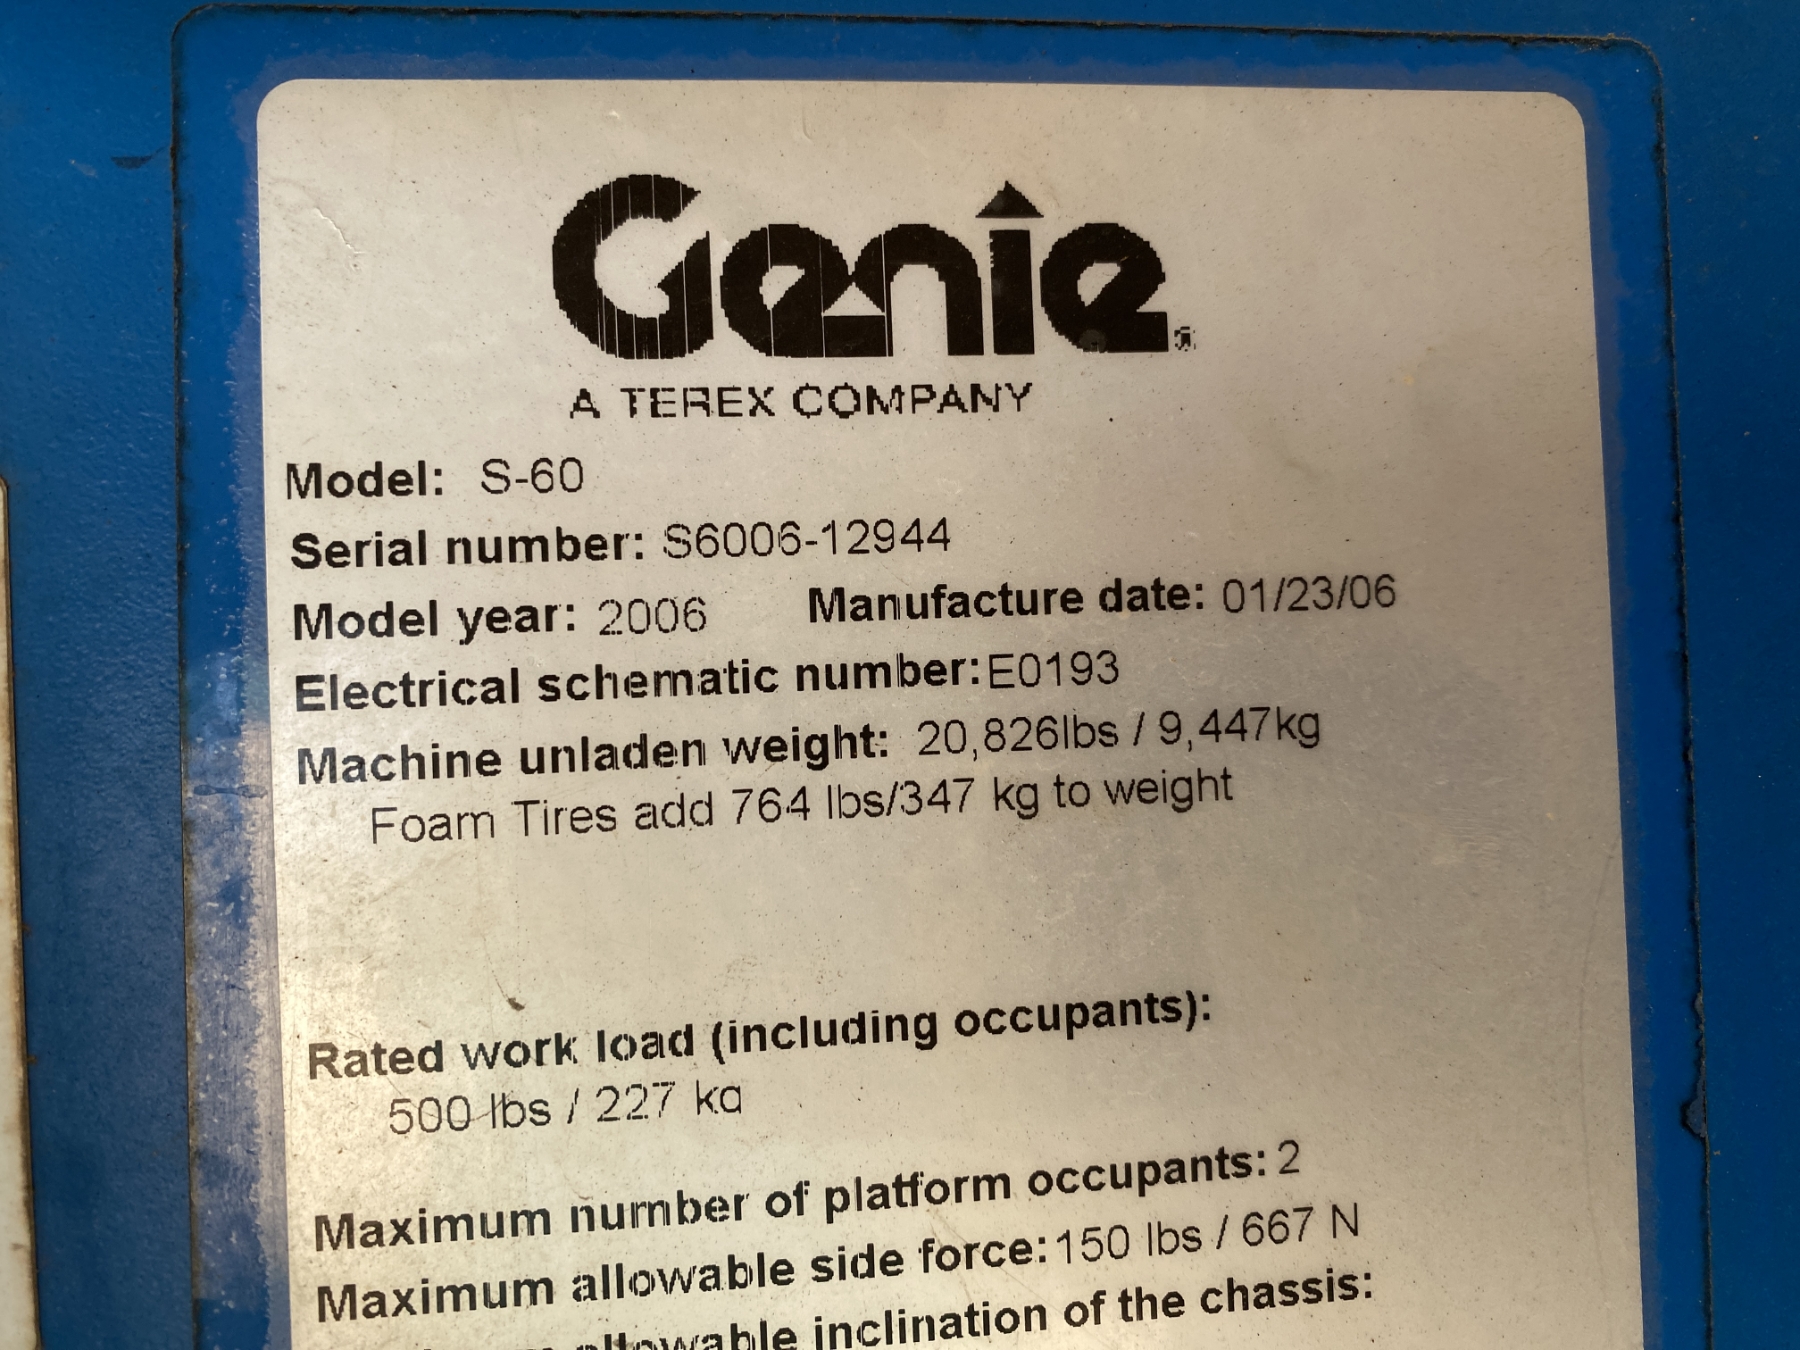 Genie
A TEREX COMPANY
Model: S-60
Serial number: S6006-12944
Model year: 2006 Manufacture date: 01/23/06
Electrical schematic number: E0193
Machine unladen weight: 20,826lbs / 9,447kg
Foam Tires add 764 lbs/347 kg to weight
Rated work load (including occupants):
500 lbs / 227 kg
Maximum number of platform occupants: 2
Maximum allowable side force: 150 lbs / 667 N
allowable inclination of the chassis: